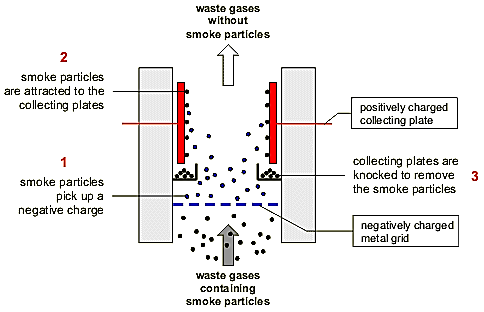 waste gases
without
smoke particles
2
smoke particles
are attracted to the
collecting plates
positively charged
collecting plate
1
smoke particles
pick up a
negative charge
collecting plates are
knocked to remove
the smoke particles
3
negatively charged
metal grid
waste gases
containing
smoke particles